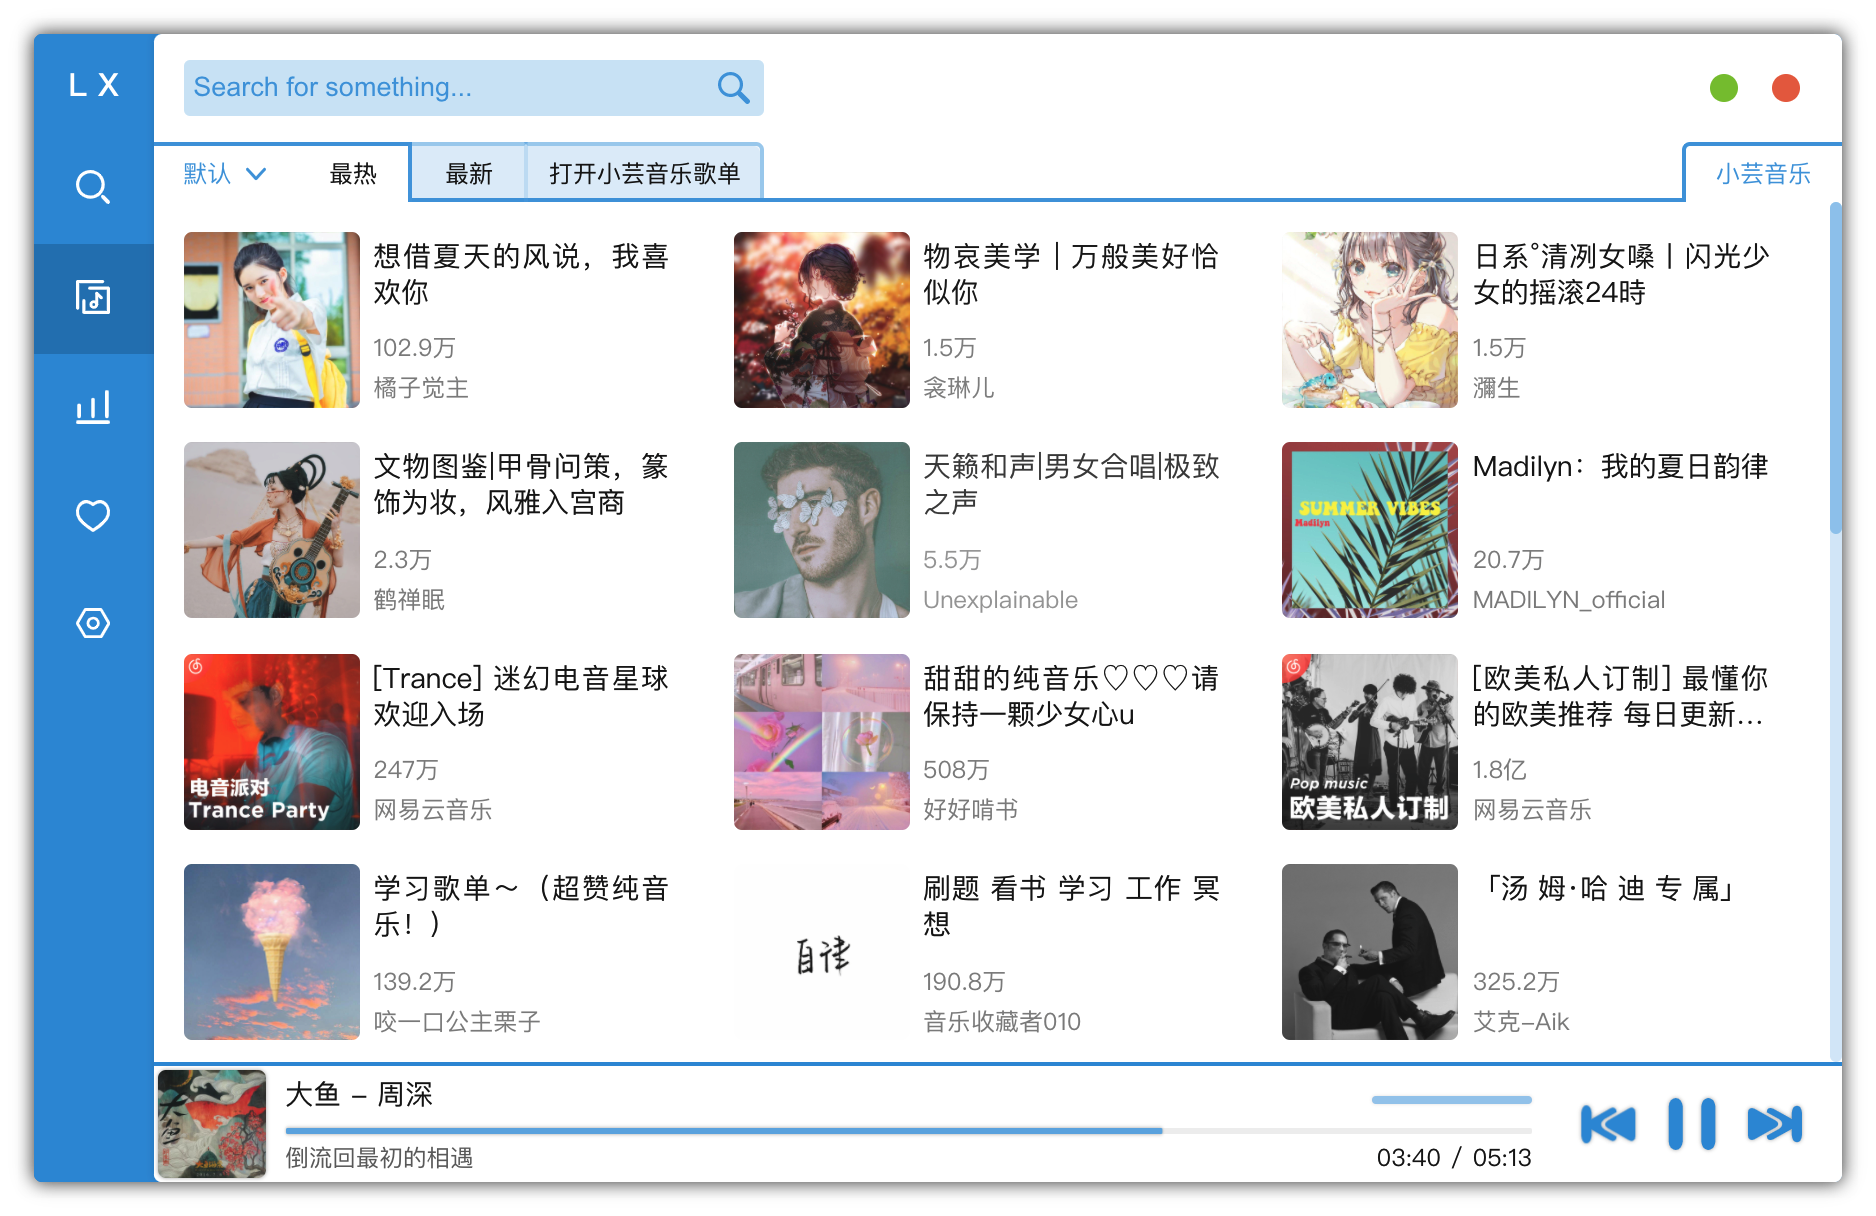 L X
Search for something...
默认
最热
最新
打开小芸音乐歌单
小芸音乐
想借夏天的风说，我喜
欢你
102.9万
橘子觉主
物哀美学丨万般美好恰
似你
1.5万
衾琳儿
日系°清冽女嗓丨闪光少
女的摇滚24時
1.5万
瀰生
文物图鉴|甲骨问策，篆
饰为妆，风雅入宫商
2.3万
鹤禅眠
天籁和声|男女合唱|极致
之声
5.5万
Unexplainable
SUMMER VIBES
Madilyn
Madilyn：我的夏日韵律
20.7万
MADILYN_official
电音派对
Trance Party
[Trance] 迷幻电音星球
欢迎入场
247万
网易云音乐
甜甜的纯音乐♡♡♡请
保持一颗少女心u
508万
好好啃书
Pop music
欧美私人订制
[欧美私人订制] 最懂你
的欧美推荐 每日更新...
1.8亿
网易云音乐
学习歌单～（超赞纯音
乐！）
139.2万
咬一口公主栗子
自律
刷题 看书 学习 工作 冥
想
190.8万
音乐收藏者010
「汤 姆·哈 迪 专 属」
325.2万
艾克-Aik
大鱼
大鱼 - 周深
倒流回最初的相遇
03:40 / 05:13